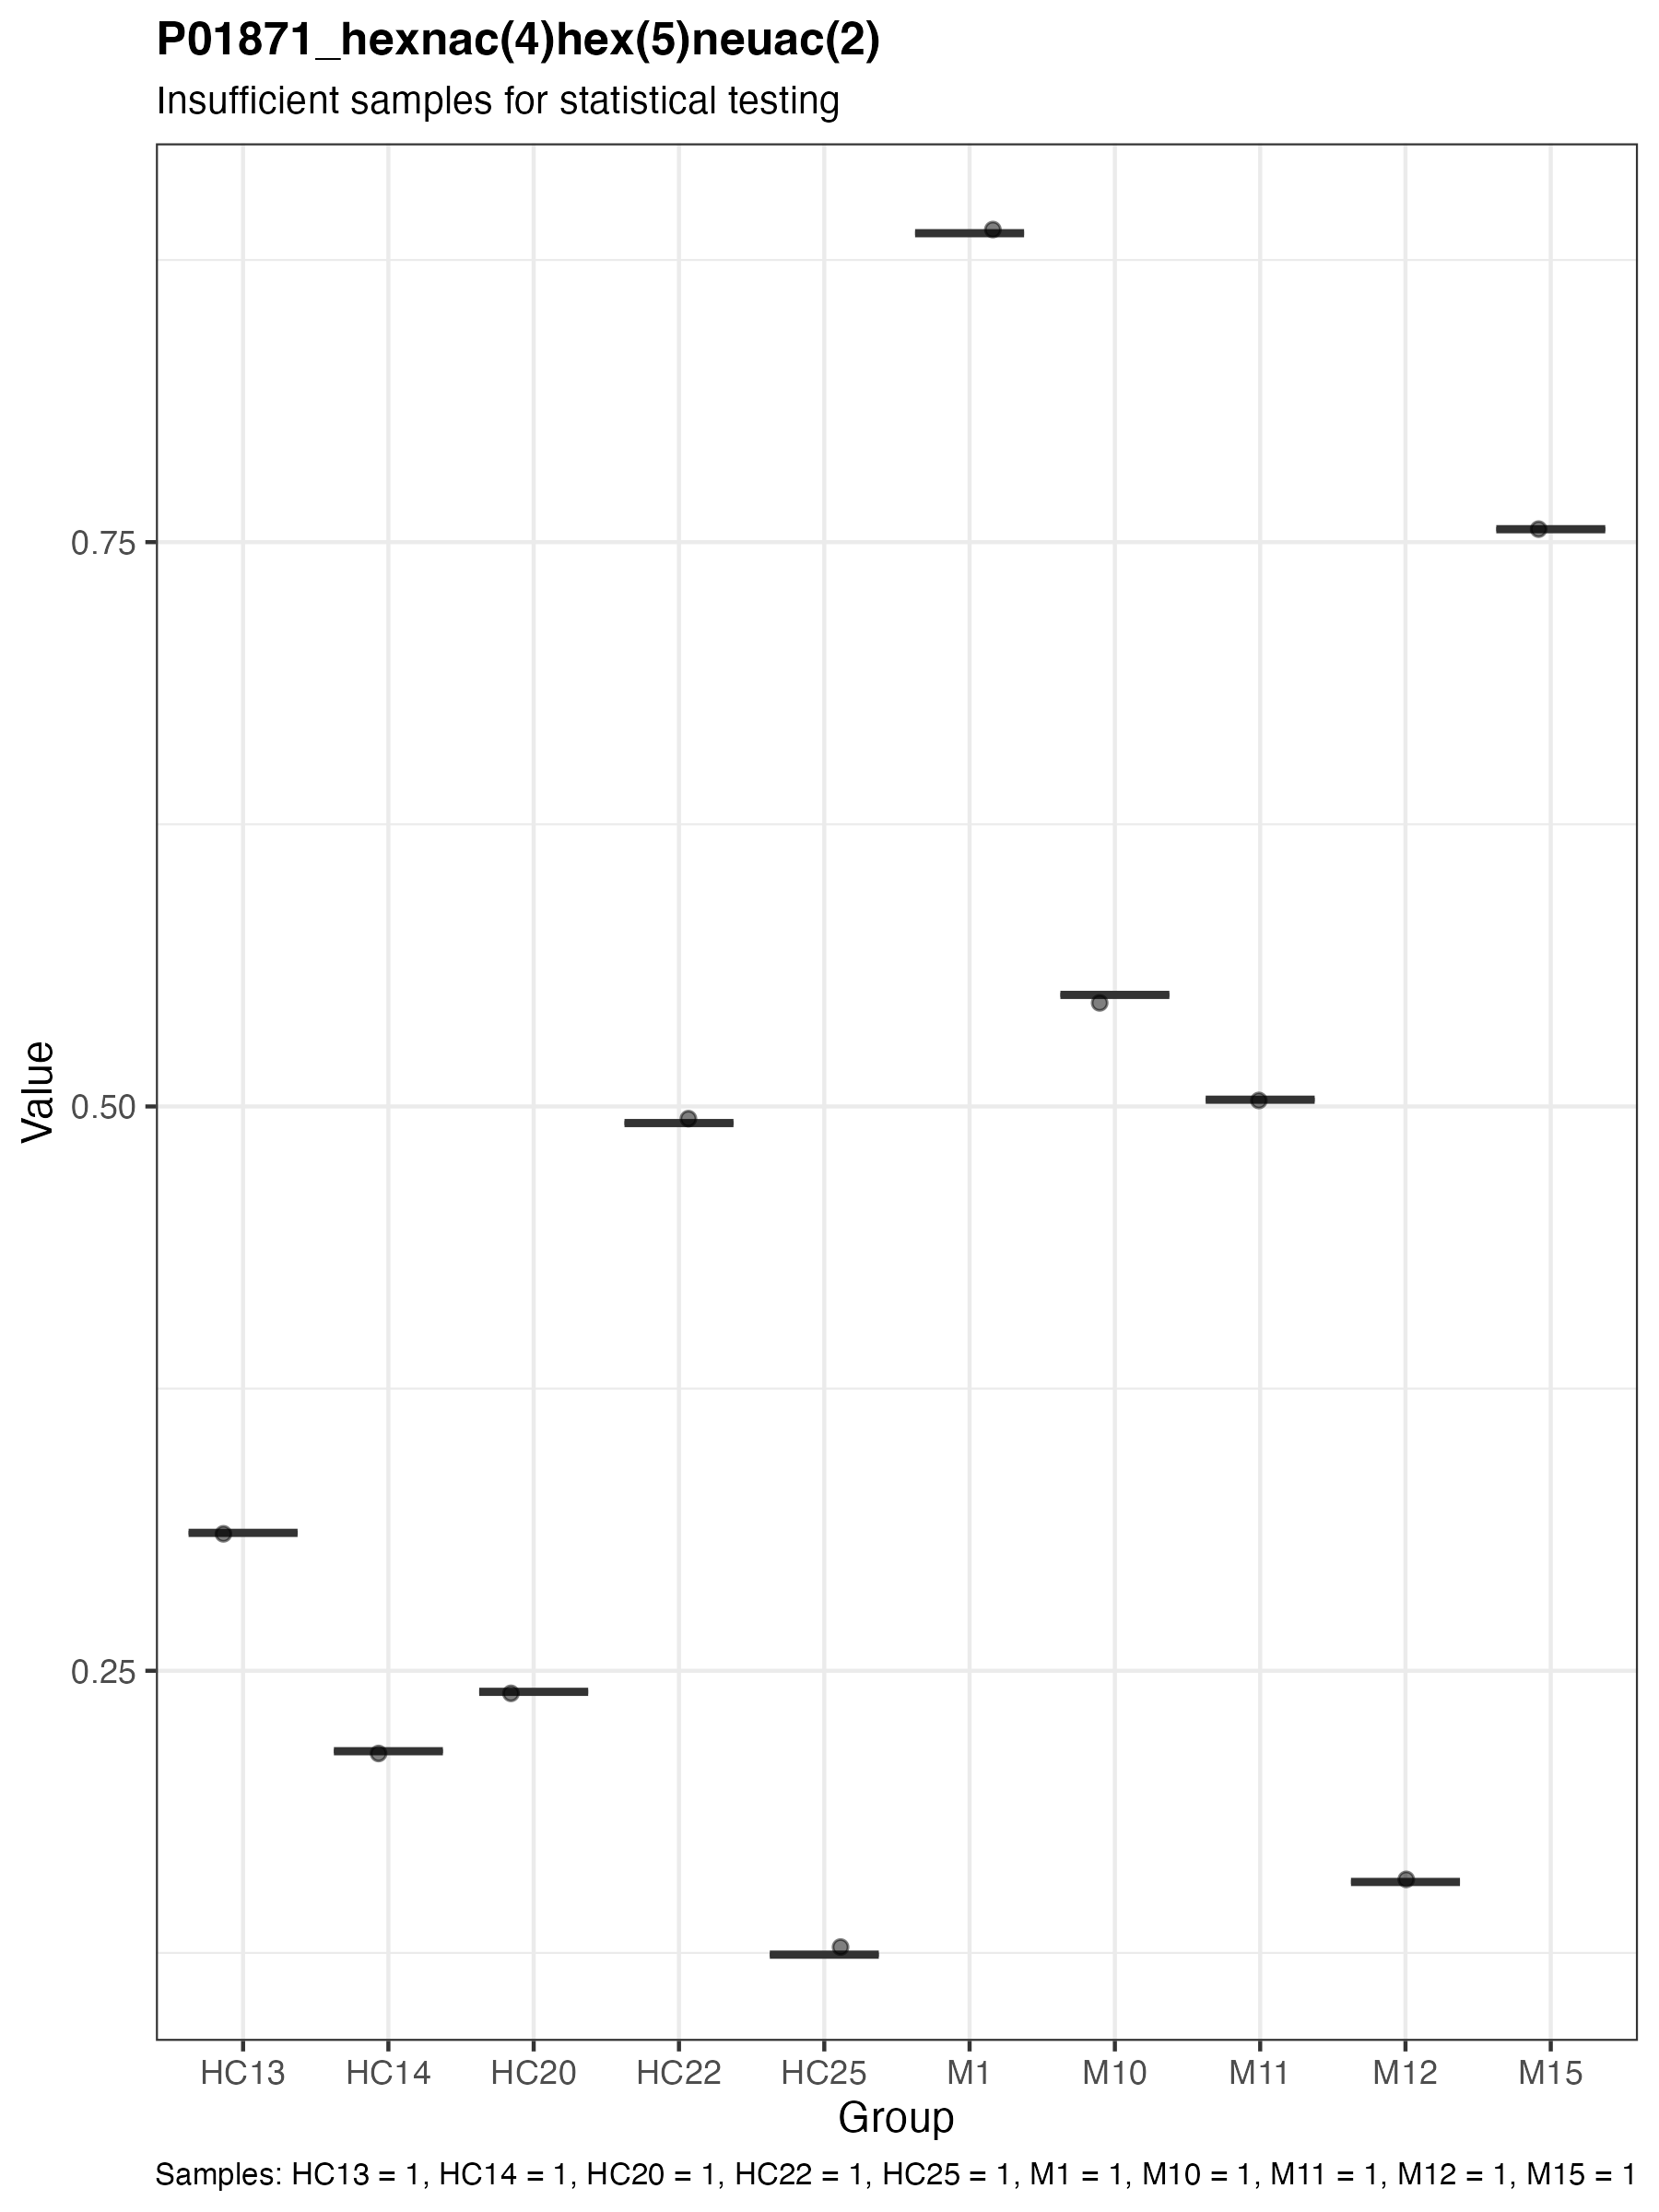 P01871_hexnac(4)hex(5)neuac(2)
Insufficient samples for statistical testing
Value
0.75
0.50
0.25
HC13 HC14 HC20 HC22 HC25 M1 M10 M11 M12 M15
Group
Samples: HC13 = 1, HC14 = 1, HC20 = 1, HC22 = 1, HC25 = 1, M1 = 1, M10 = 1, M11 = 1, M12 = 1, M15 = 1